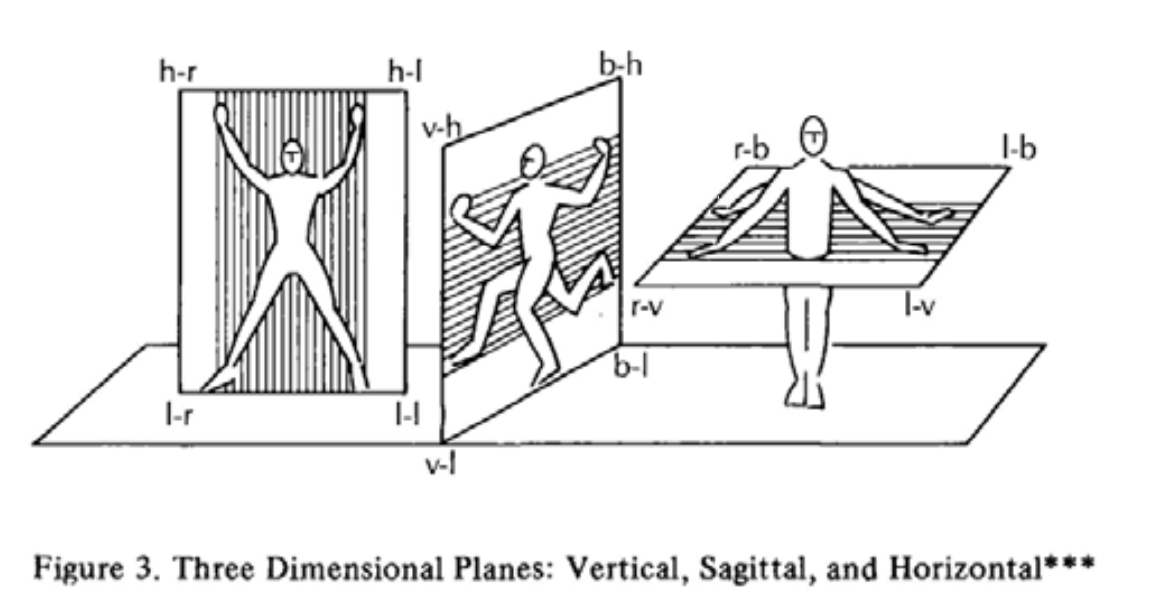 h-r h-l
b-h
v-h
r-b l-b
r-v l-v
b-l
l-r l-l
v-l
Figure 3. Three Dimensional Planes: Vertical, Sagittal, and Horizontal***